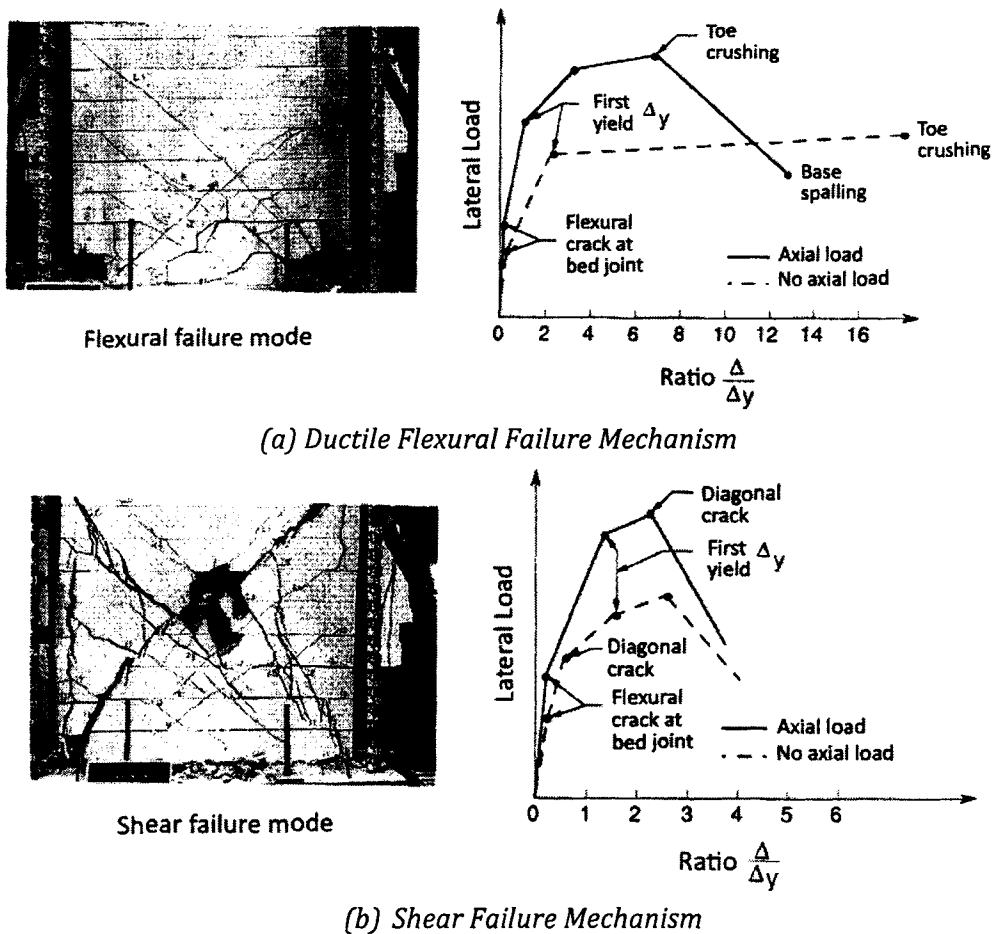 Lateral Load
Toe
crushing
First
yield Δy
Toe
crushing
Base
spalling
Flexural
crack at
bed joint
Axial load
No axial load
0 2 4 6 8 10 12 14 16
Ratio Δ/Δy
Flexural failure mode
(a) Ductile Flexural Failure Mechanism
Lateral Load
Diagonal
crack
First Δy
yield
Diagonal
crack
Flexural
crack at
bed joint
Axial load
No axial load
0 1 2 3 4 5 6
Ratio Δ/Δy
Shear failure mode
(b) Shear Failure Mechanism